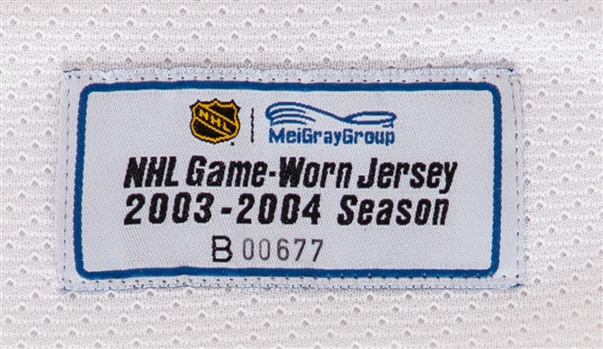 NHL MeiGrayGroup
NHL Game-Worn Jersey
2003-2004 Season
B 00677